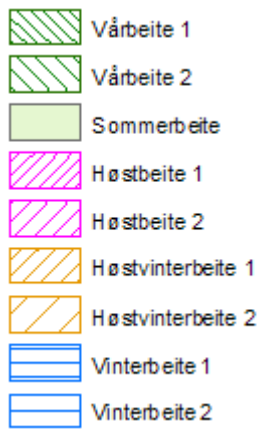 Vårbeite 1
Vårbeite 2
Sommerbeite
Høstbeite 1
Høstbeite 2
Høstvinterbeite 1
Høstvinterbeite 2
Vinterbeite 1
Vinterbeite 2